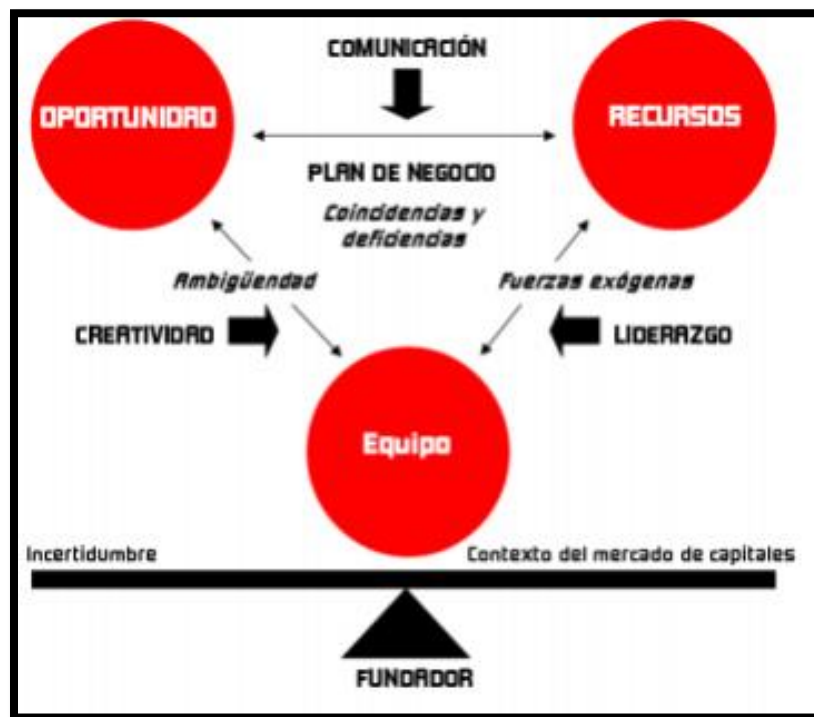 COMUNICACIÓN
OPORTUNIDAD
RECURSOS
PLAN DE NEGOCIO
Coincidencias y
deficiencias
Ambigüendad
Fuerzas exógenas
CREATIVIDAD
LIDERAZGO
Equipo
Incertidumbre
Contexto del mercado de capitales
FUNDADOR